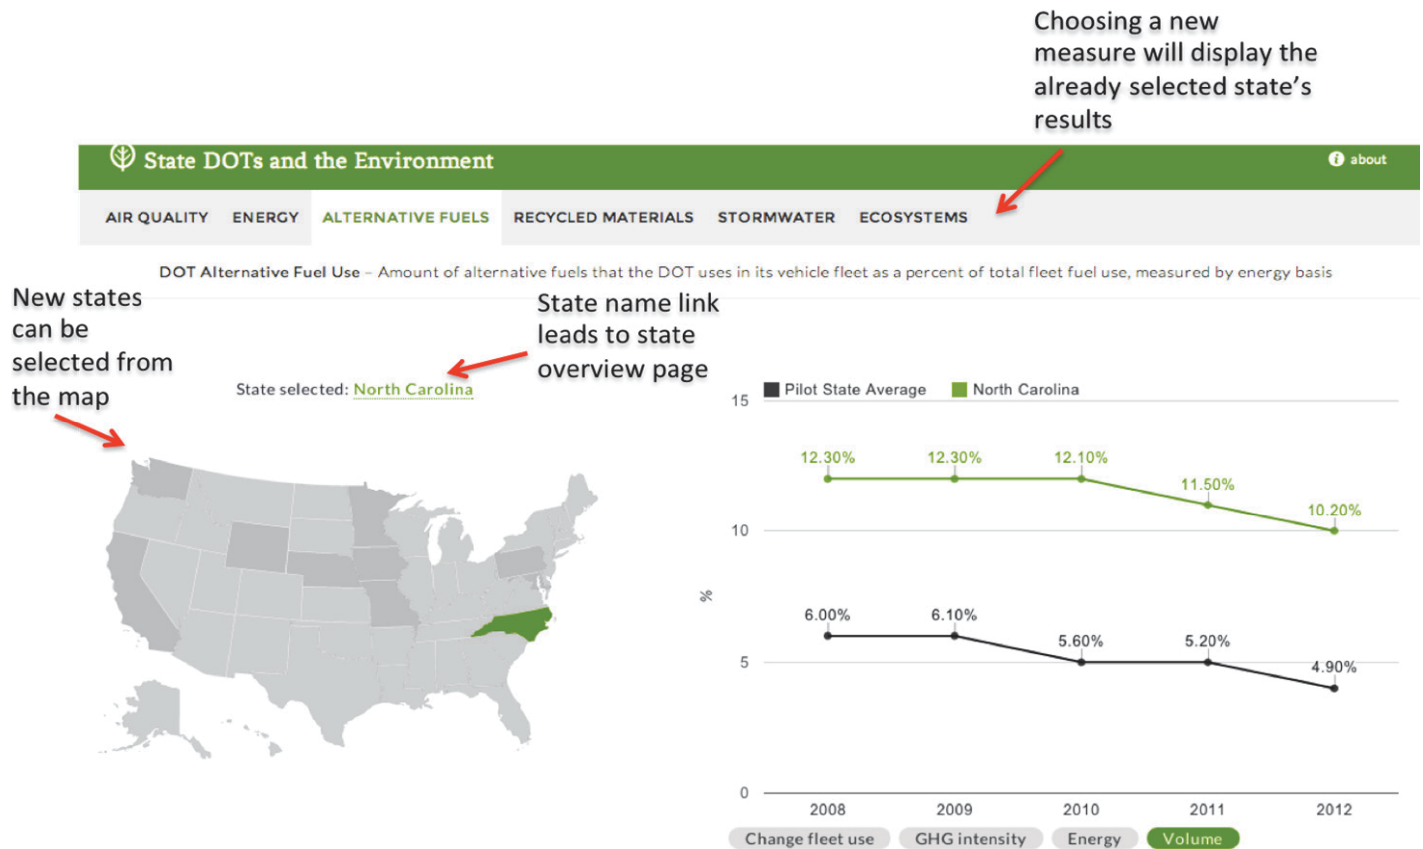 Choosing a new
measure will display the
already selected state's
results
State DOTs and the Environment
about
AIR QUALITY ENERGY ALTERNATIVE FUELS RECYCLED MATERIALS STORMWATER ECOSYSTEMS
DOT Alternative Fuel Use – Amount of alternative fuels that the DOT uses in its vehicle fleet as a percent of total fleet fuel use, measured by energy basis
New states
can be
selected from
the map
State name link
leads to state
overview page
State selected: North Carolina
Pilot State Average North Carolina
15
12.30% 12.30% 12.10%
11.50%
10.20%
10
%
6.00% 6.10%
5.60% 5.20%
4.90%
5
0
2008 2009 2010 2011 2012
Change fleet use GHG intensity Energy Volume